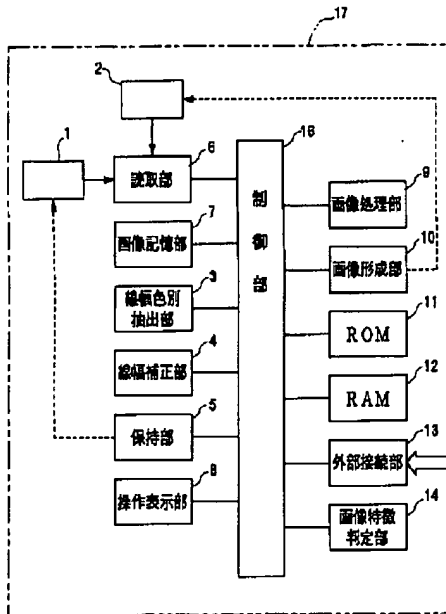 17
2
1
6
読取部
16
制御部
9
画像処理部
7
画像記憶部
10
画像形成部
3
線幅色別
抽出部
11
ROM
4
線幅補正部
12
RAM
5
保持部
13
外部接続部
8
操作表示部
14
画像特徴
判定部